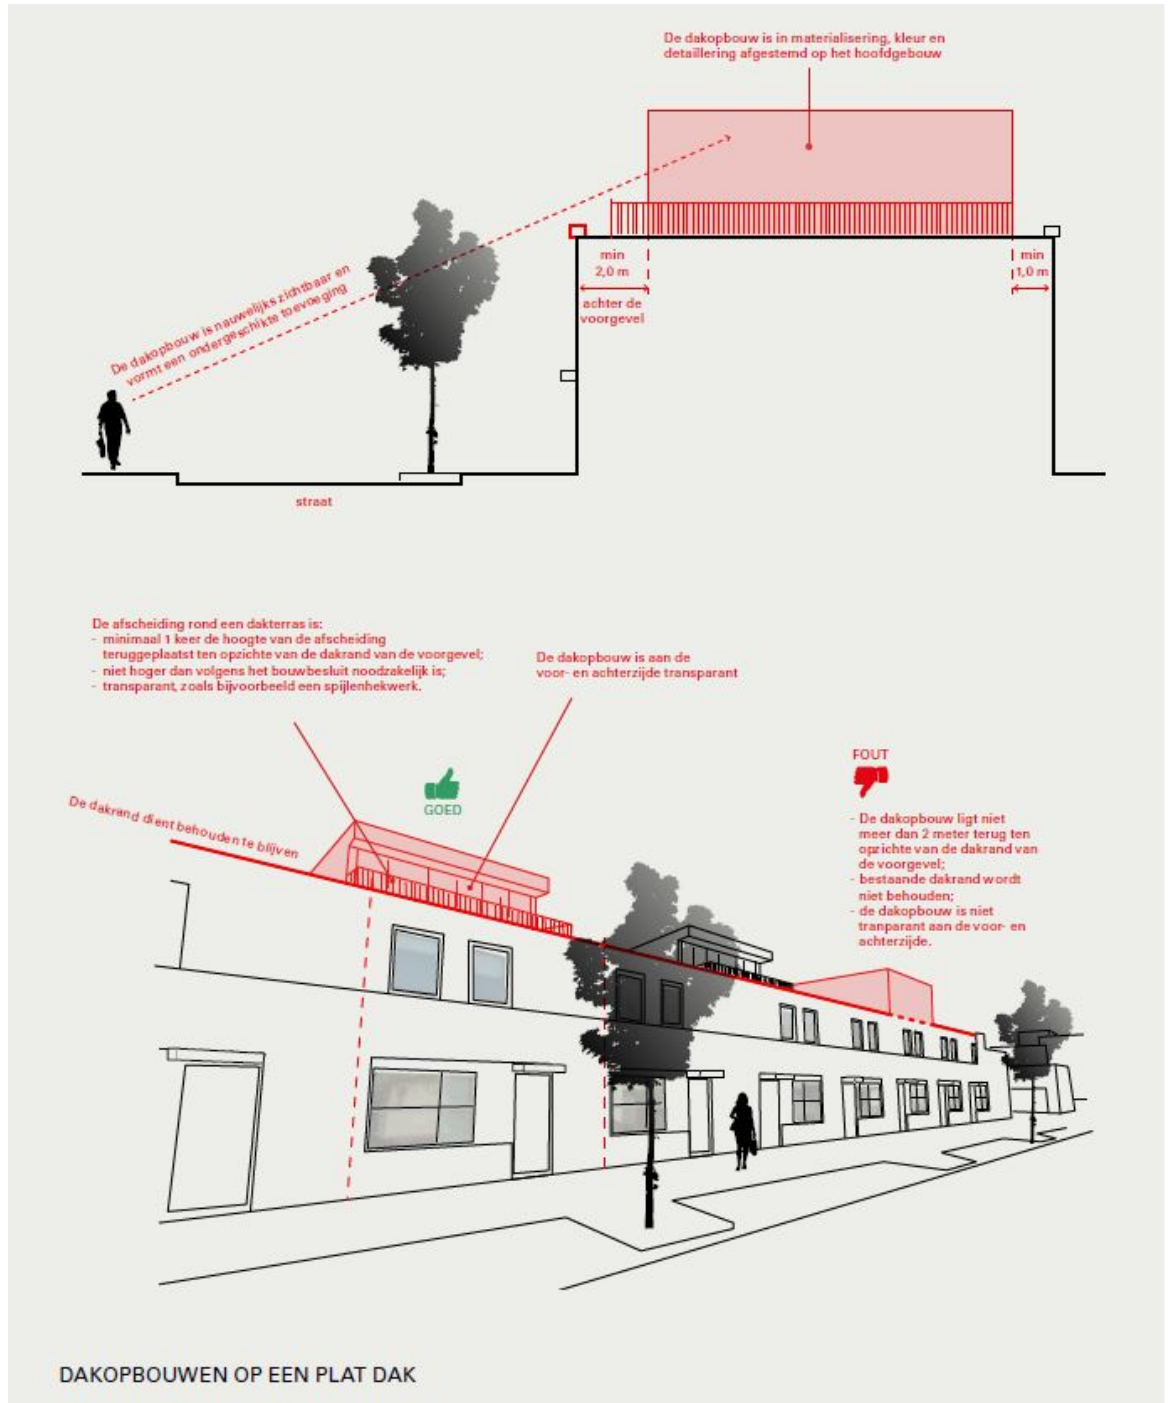 De dakopbouw is in materialisering, kleur en
detaillering afgestemd op het hoofdgebouw
De dakopbouw is nauwelijks zichtbaar en
vormt een ondergeschikte toevoeging
min
2,0 m
achter de
voorgevel
min
1,0 m
straat
De afscheiding rond een dakterras is:
- minimaal 1 keer de hoogte van de afscheiding
teruggeplaatst ten opzichte van de dakrand van de voorgevel;
- niet hoger dan volgens het bouwbesluit noodzakelijk is;
- transparant, zoals bijvoorbeeld een spijlenhekwerk.
De dakopbouw is aan de
voor- en achterzijde transparant
GOED
De dakrand dient behouden te blijven
FOUT
- De dakopbouw ligt niet
meer dan 2 meter terug ten
opzichte van de dakrand van
de voorgevel;
- bestaande dakrand wordt
niet behouden;
- de dakopbouw is niet
tranparant aan de voor- en
achterzijde.
DAKOPBOUWEN OP EEN PLAT DAK